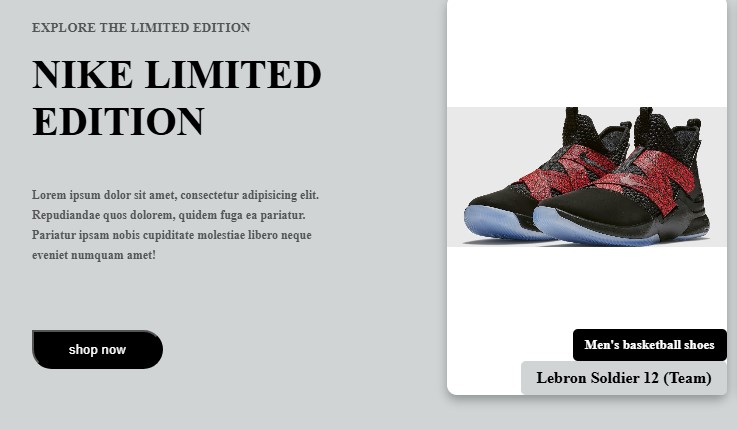 EXPLORE THE LIMITED EDITION
NIKE LIMITED
EDITION
Lorem ipsum dolor sit amet, consectetur adipisicing elit.
Repudiandae quos dolorem, quidem fuga ea pariatur.
Pariatur ipsam nobis cupiditate molestiae libero neque
eveniet numquam amet!
shop now
Men's basketball shoes
Lebron Soldier 12 (Team)